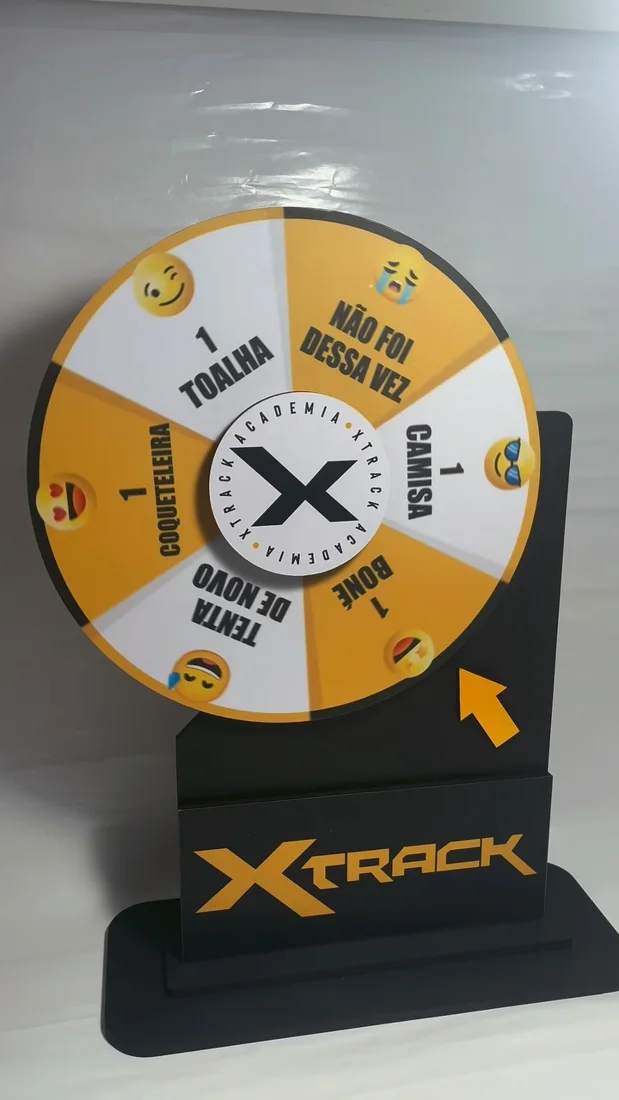 NÃO FOI
DESSA VEZ
1
CAMISA
1
BONÉ
TENTA
DE NOVO
1
COQUETELEIRA
1
TOALHA
ACADEMIA • XTRACK ACADEMIA • XTRACK
X
XTRACK